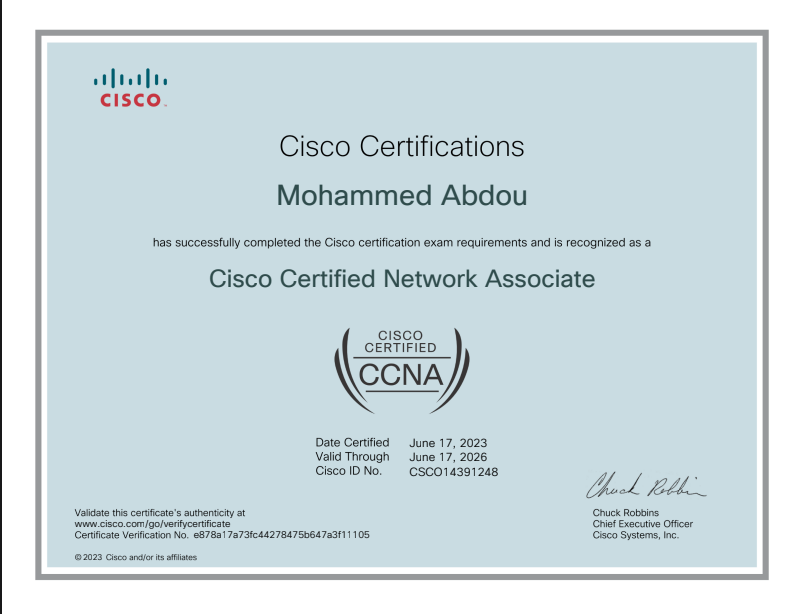 CISCO
Cisco Certifications
Mohammed Abdou
has successfully completed the Cisco certification exam requirements and is recognized as a
Cisco Certified Network Associate
CISCO
CERTIFIED
CCNA
Date Certified June 17, 2023
Valid Through June 17, 2026
Cisco ID No. CSCO14391248
Chuck Robbins
Validate this certificate's authenticity at
www.cisco.com/go/verifycertificate
Certificate Verification No. e878a17a73fc44278475b647a3f11105
Chuck Robbins
Chief Executive Officer
Cisco Systems, Inc.
© 2023 Cisco and/or its affiliates